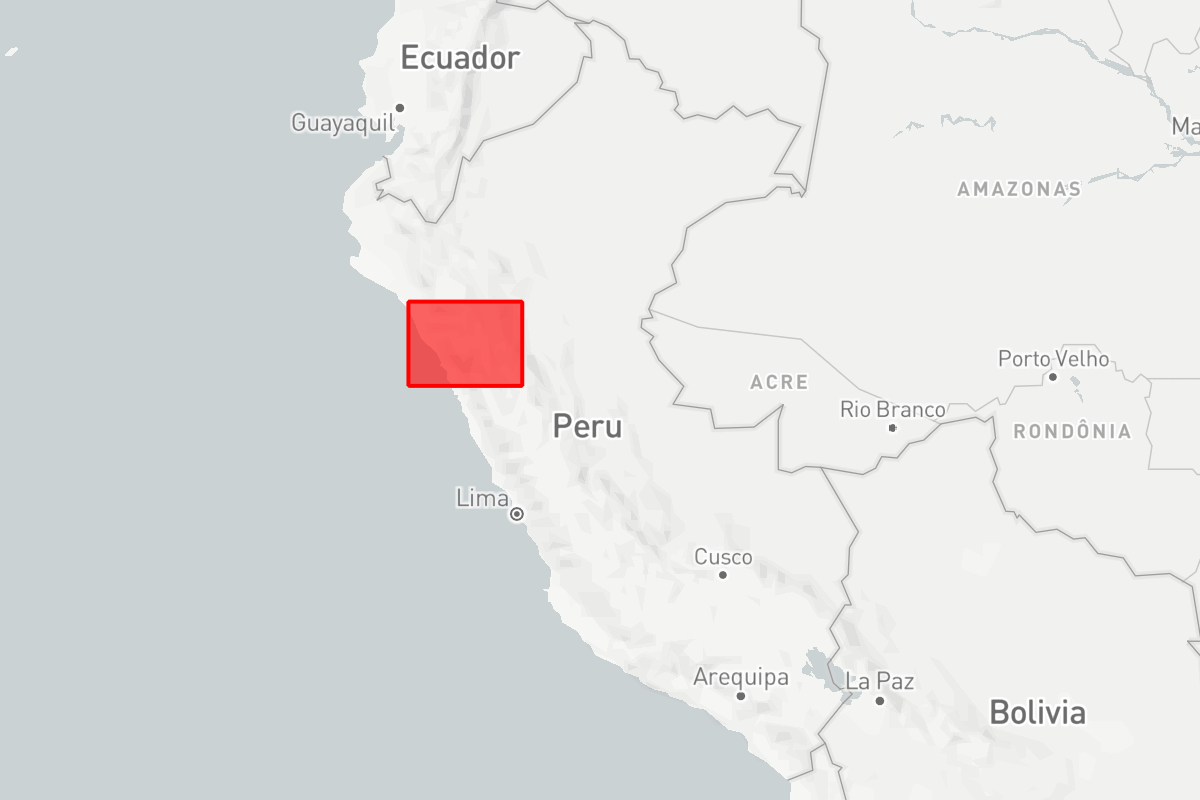 Ecuador
Guayaquil
Ma
AMAZONAS
Porto Velho
ACRE
Rio Branco
Peru
RONDÔNIA
Lima
Cusco
Arequipa
La Paz
Bolivia